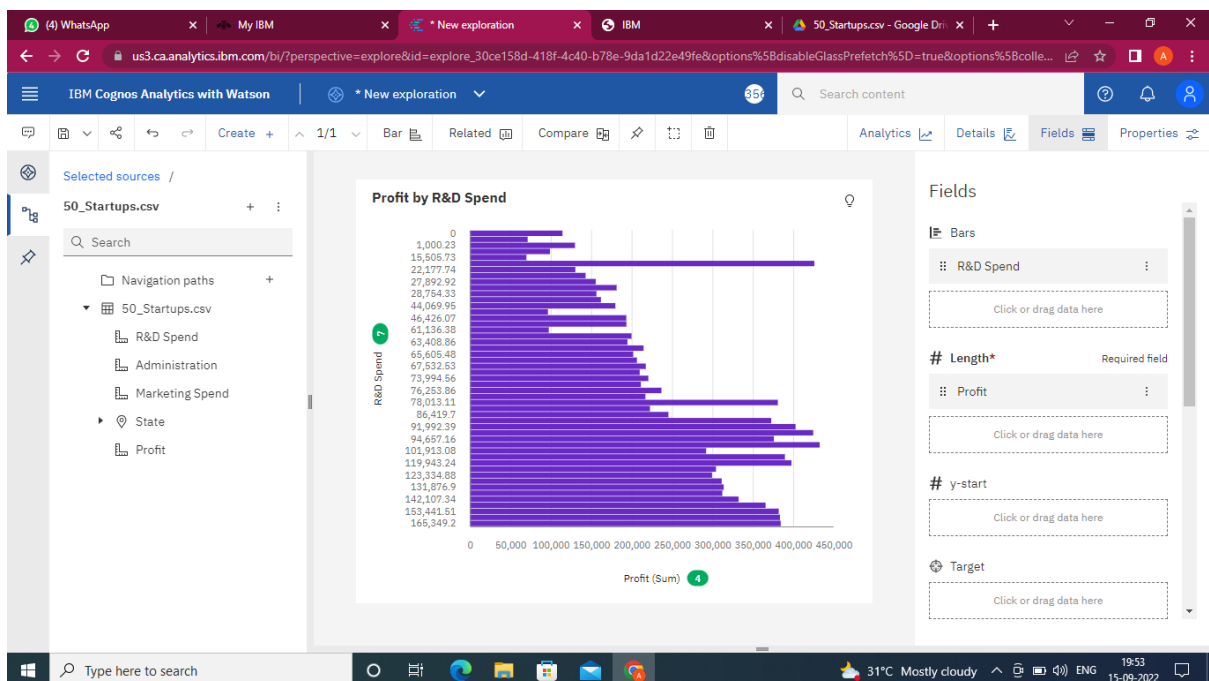 (4) WhatsApp
My IBM
* New exploration
IBM
50_Startups.csv - Google Driv
us3.ca.analytics.ibm.com/bi/?perspective=explore&id=explore_30ce158d-418f-4c40-b78e-9da1d22e49fe&options%5BdisableGlassPrefetch%5D=true&options%5Bcolle...
A
IBM Cognos Analytics with Watson
* New exploration
Search content
Create +
1/1
Bar
Related
Compare
Analytics
Details
Fields
Properties
Selected sources /
50_Startups.csv
Search
Navigation paths
50_Startups.csv
R&D Spend
Administration
Marketing Spend
State
Profit
Profit by R&D Spend
R&D Spend
7
0
1,000.23
15,505.73
22,177.74
27,892.92
28,754.33
44,069.95
46,426.07
61,136.38
63,408.86
65,605.48
67,532.53
73,994.56
76,253.86
78,013.11
86,419.7
91,992.39
94,657.16
101,913.08
119,943.24
123,334.88
131,876.9
142,107.34
153,441.51
165,349.2
0 50,000 100,000 150,000 200,000 250,000 300,000 350,000 400,000 450,000
Profit (Sum) 4
Fields
Bars
R&D Spend
Click or drag data here
# Length* Required field
Profit
Click or drag data here
# y-start
Click or drag data here
Target
Click or drag data here
Type here to search
31°C Mostly cloudy
ENG
19:53
15-09-2022